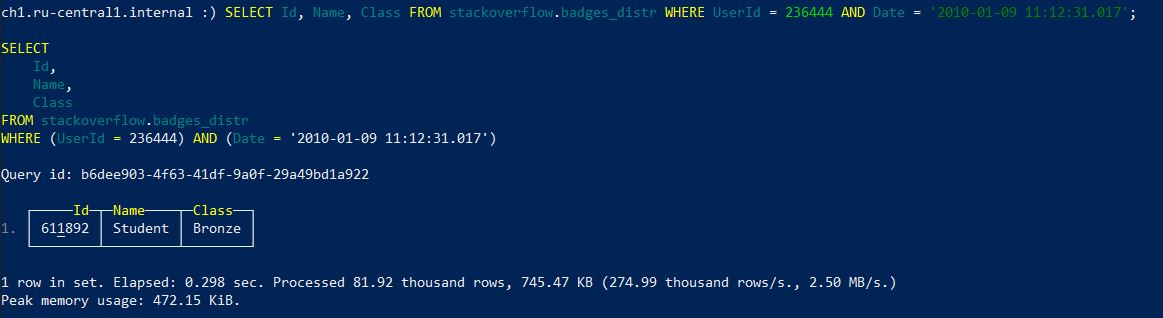 ch1.ru-central1.internal :) SELECT Id, Name, Class FROM stackoverflow.badges_distr WHERE UserId = 236444 AND Date = '2010-01-09 11:12:31.017';
SELECT
Id,
Name,
Class
FROM stackoverflow.badges_distr
WHERE (UserId = 236444) AND (Date = '2010-01-09 11:12:31.017')
Query id: b6dee903-4f63-41df-9a0f-29a49bd1a922
Id Name Class
1. 611892 Student Bronze
1 row in set. Elapsed: 0.298 sec. Processed 81.92 thousand rows, 745.47 KB (274.99 thousand rows/s., 2.50 MB/s.)
Peak memory usage: 472.15 KiB.